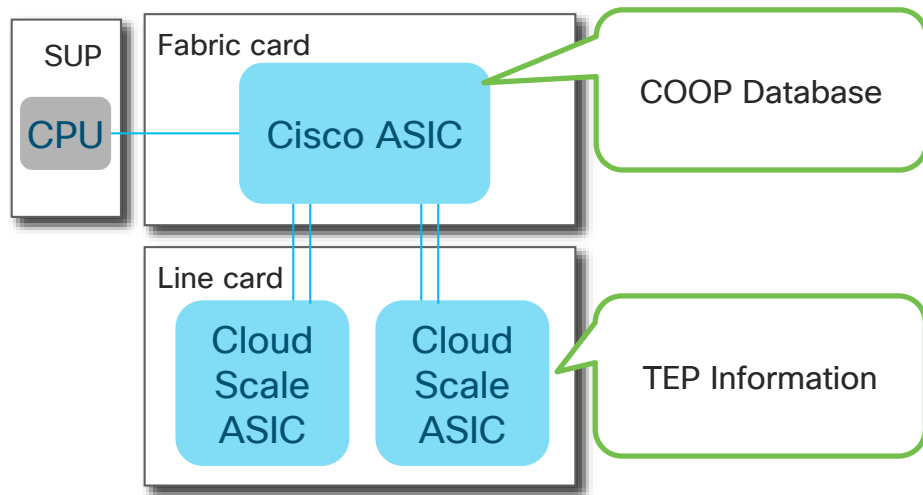 SUP
CPU
Fabric card
Cisco ASIC
COOP Database
Line card
Cloud
Scale
ASIC
Cloud
Scale
ASIC
TEP Information